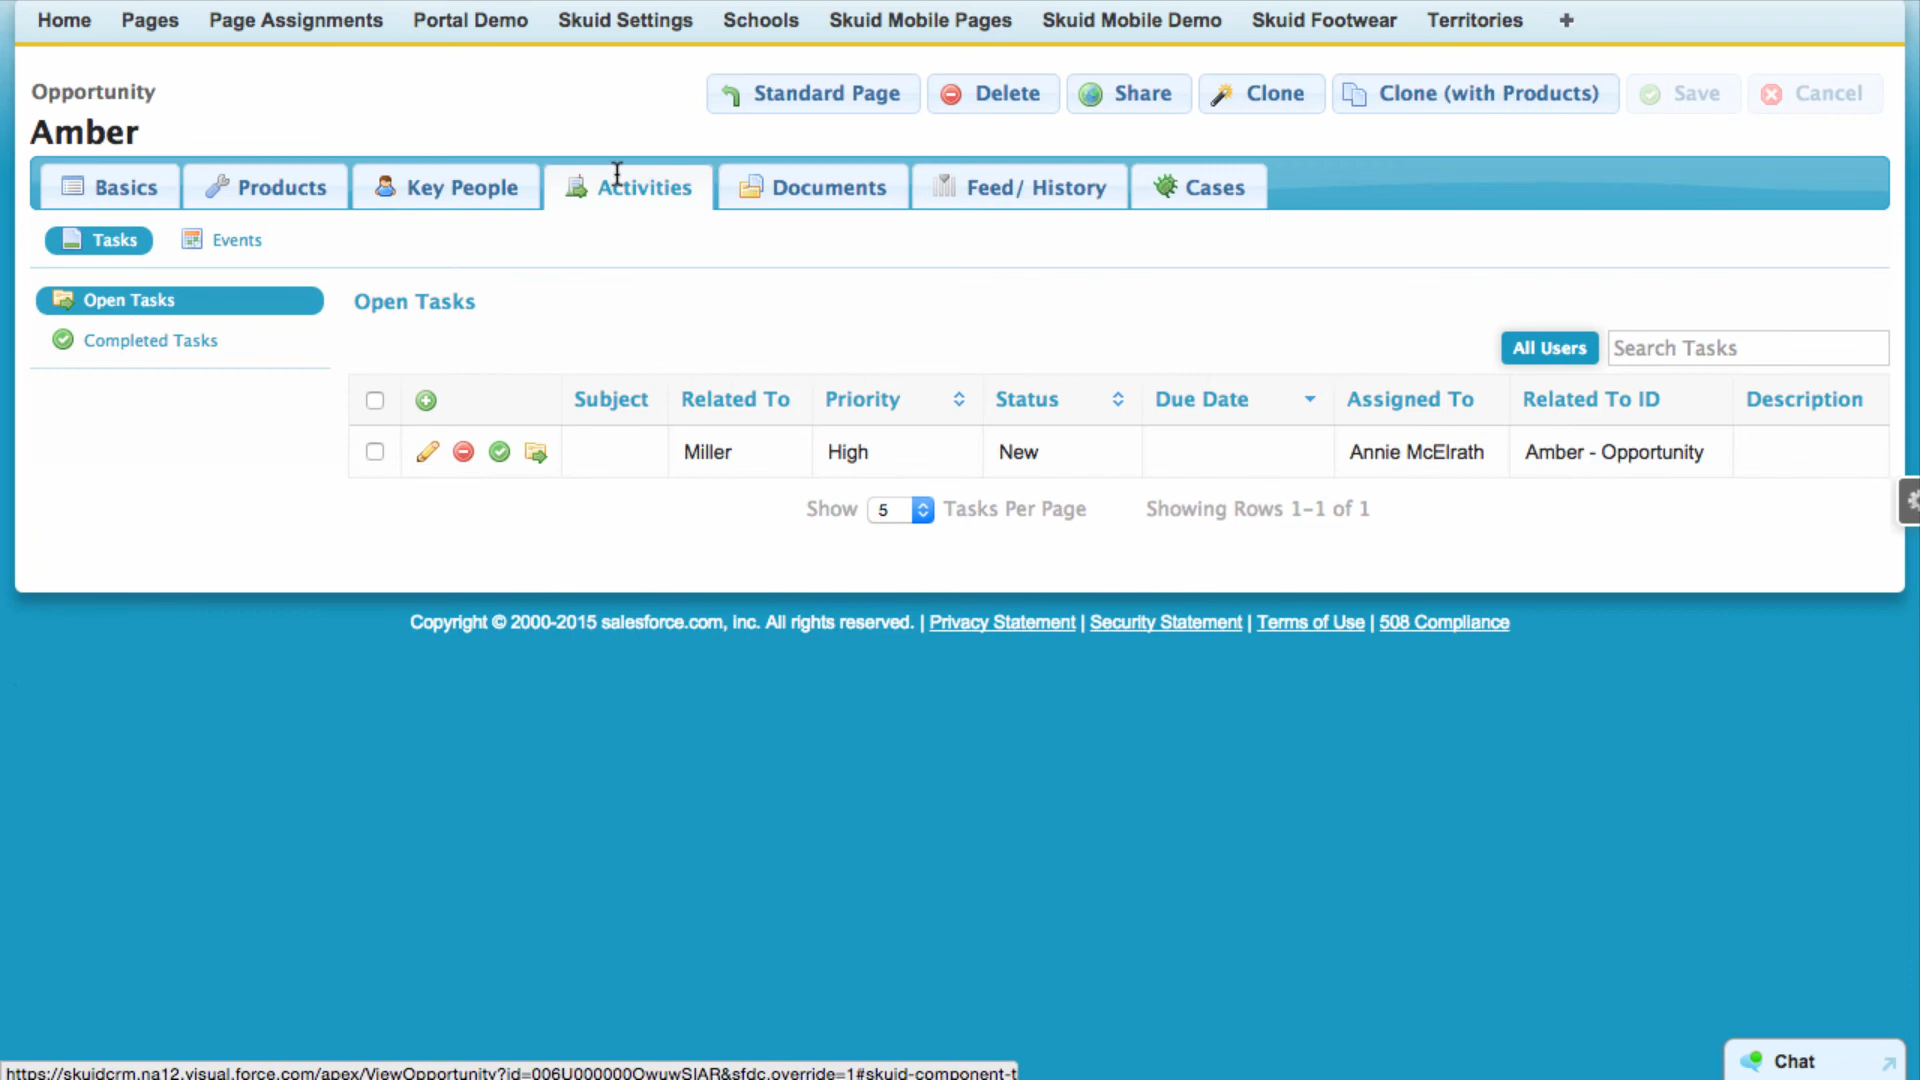 Home Pages Page Assignments Portal Demo Skuid Settings Schools Skuid Mobile Pages Skuid Mobile Demo Skuid Footwear Territories +
Opportunity
Amber
Standard Page Delete Share Clone Clone (with Products) Save Cancel
Basics Products Key People Activities Documents Feed/ History Cases
Tasks Events
Open Tasks
Completed Tasks
Open Tasks
All Users Search Tasks
Subject Related To Priority Status Due Date Assigned To Related To ID Description
Miller High New Annie McElrath Amber - Opportunity
Show 5 Tasks Per Page Showing Rows 1-1 of 1
Copyright © 2000-2015 salesforce.com, inc. All rights reserved. | Privacy Statement | Security Statement | Terms of Use | 508 Compliance
Chat